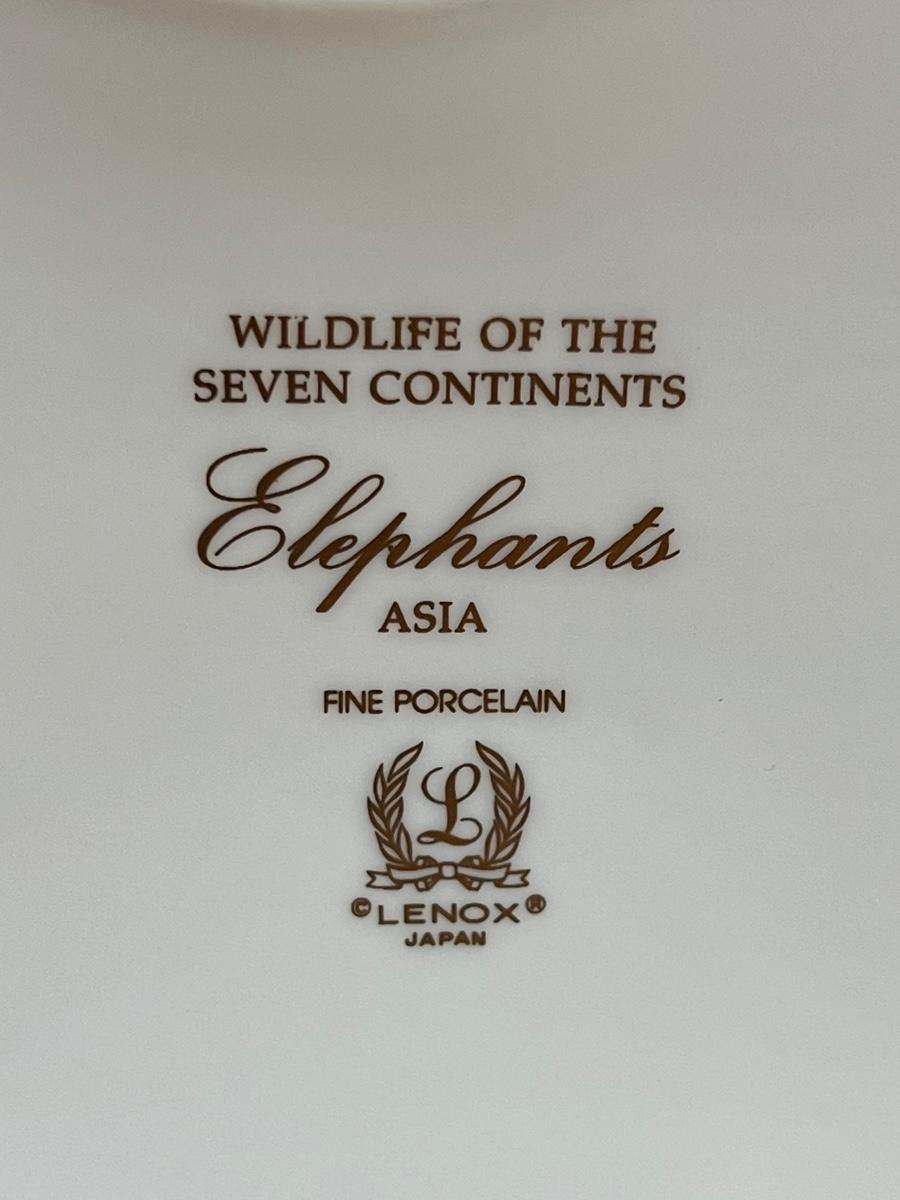 WILDLIFE OF THE
SEVEN CONTINENTS
Elephants
ASIA
FINE PORCELAIN
L
©LENOX®
JAPAN